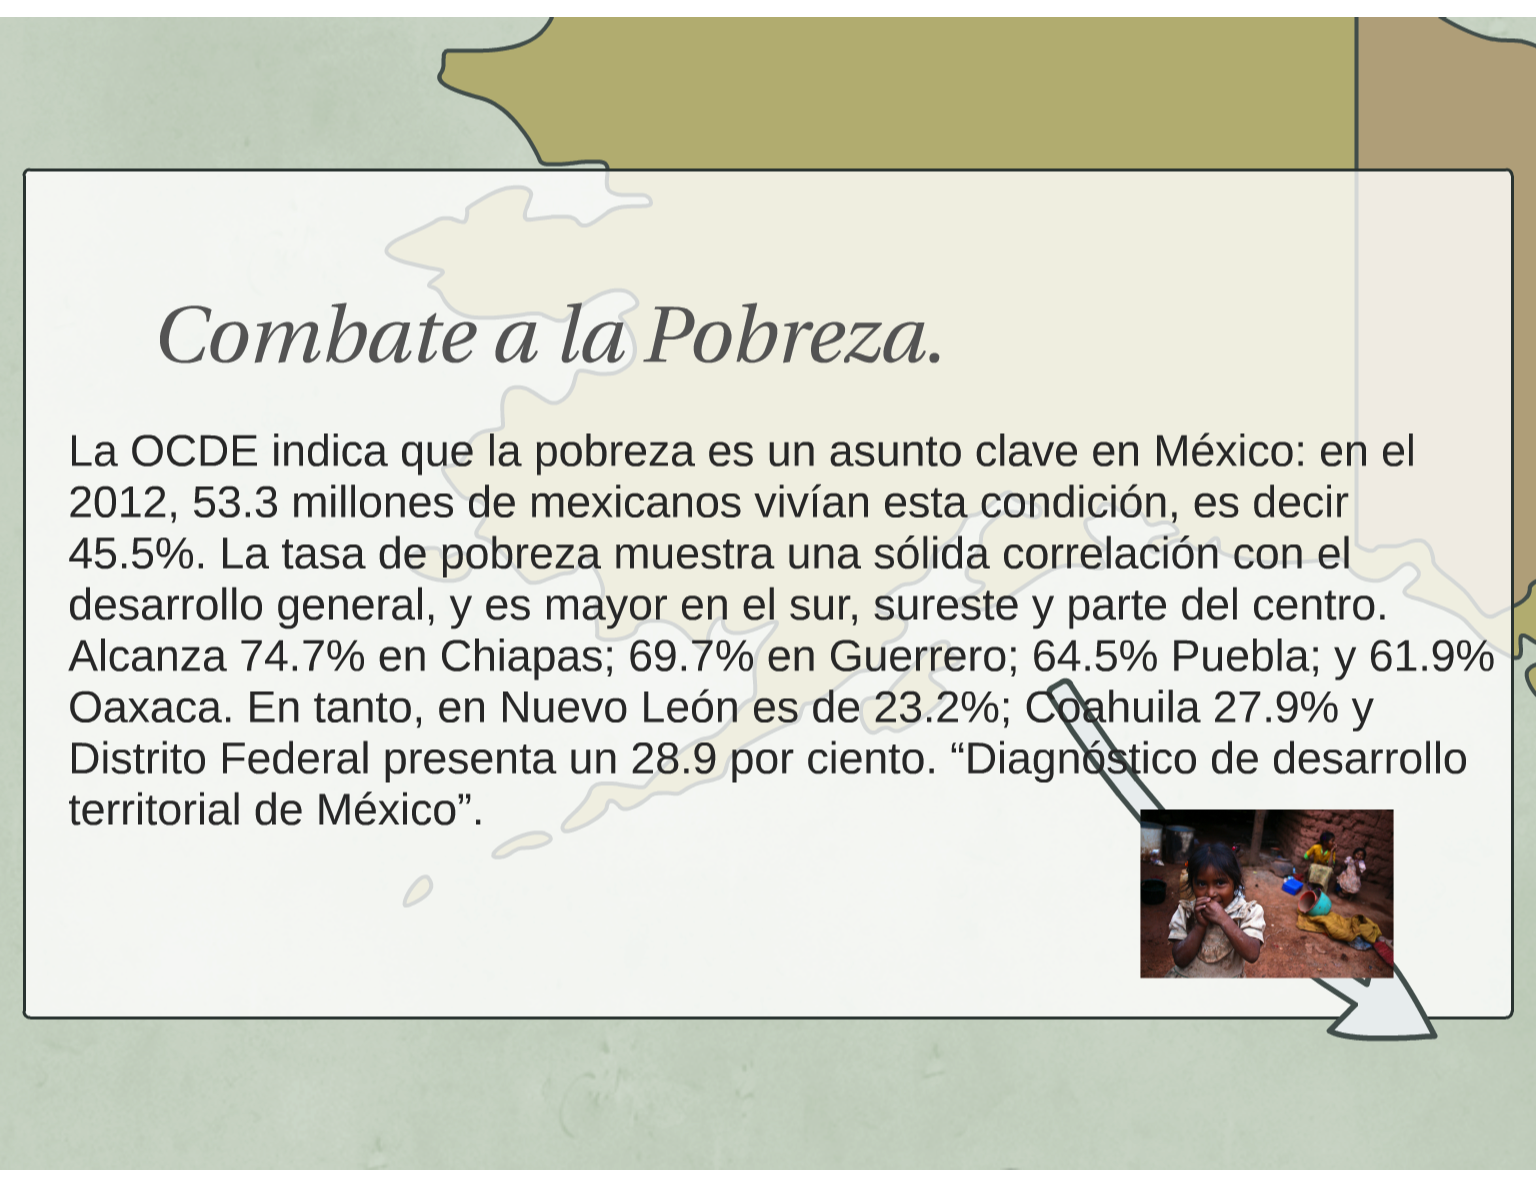 Combate a la Pobreza.
La OCDE indica que la pobreza es un asunto clave en México: en el
2012, 53.3 millones de mexicanos vivían esta condición, es decir
45.5%. La tasa de pobreza muestra una sólida correlación con el
desarrollo general, y es mayor en el sur, sureste y parte del centro.
Alcanza 74.7% en Chiapas; 69.7% en Guerrero; 64.5% Puebla; y 61.9%
Oaxaca. En tanto, en Nuevo León es de 23.2%; Coahuila 27.9% y
Distrito Federal presenta un 28.9 por ciento. “Diagnóstico de desarrollo
territorial de México”.